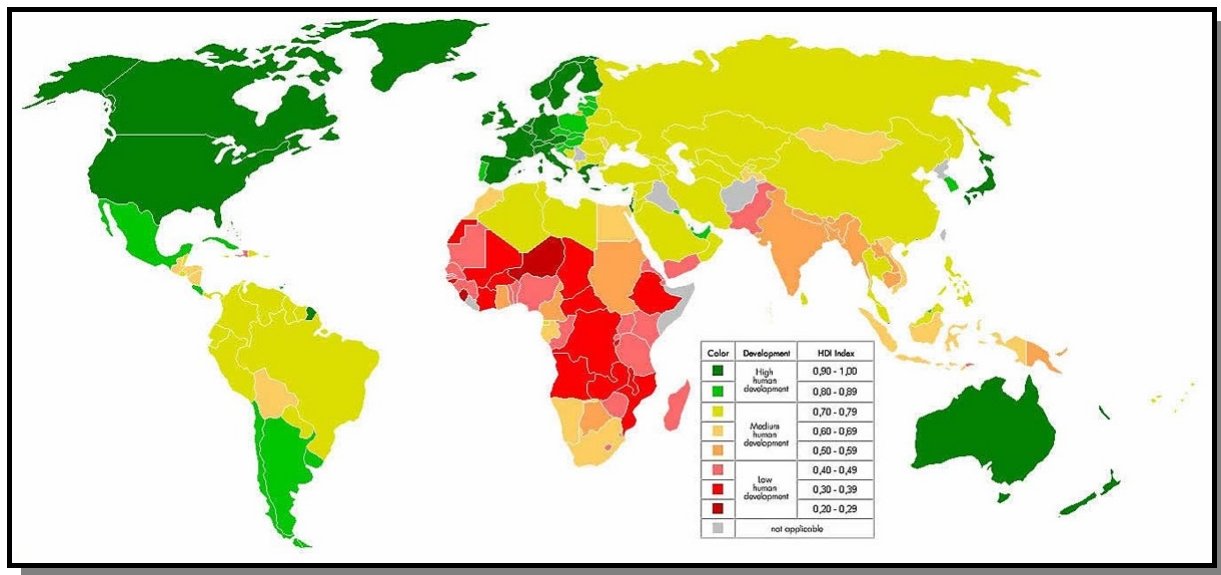 Color Development HDI Index
High
human
development
0,90 - 1,00
0,80 - 0,89
Medium
human
development
0,70 - 0,79
0,60 - 0,69
0,50 - 0,59
Low
human
development
0,40 - 0,49
0,30 - 0,39
0,20 - 0,29
not applicable